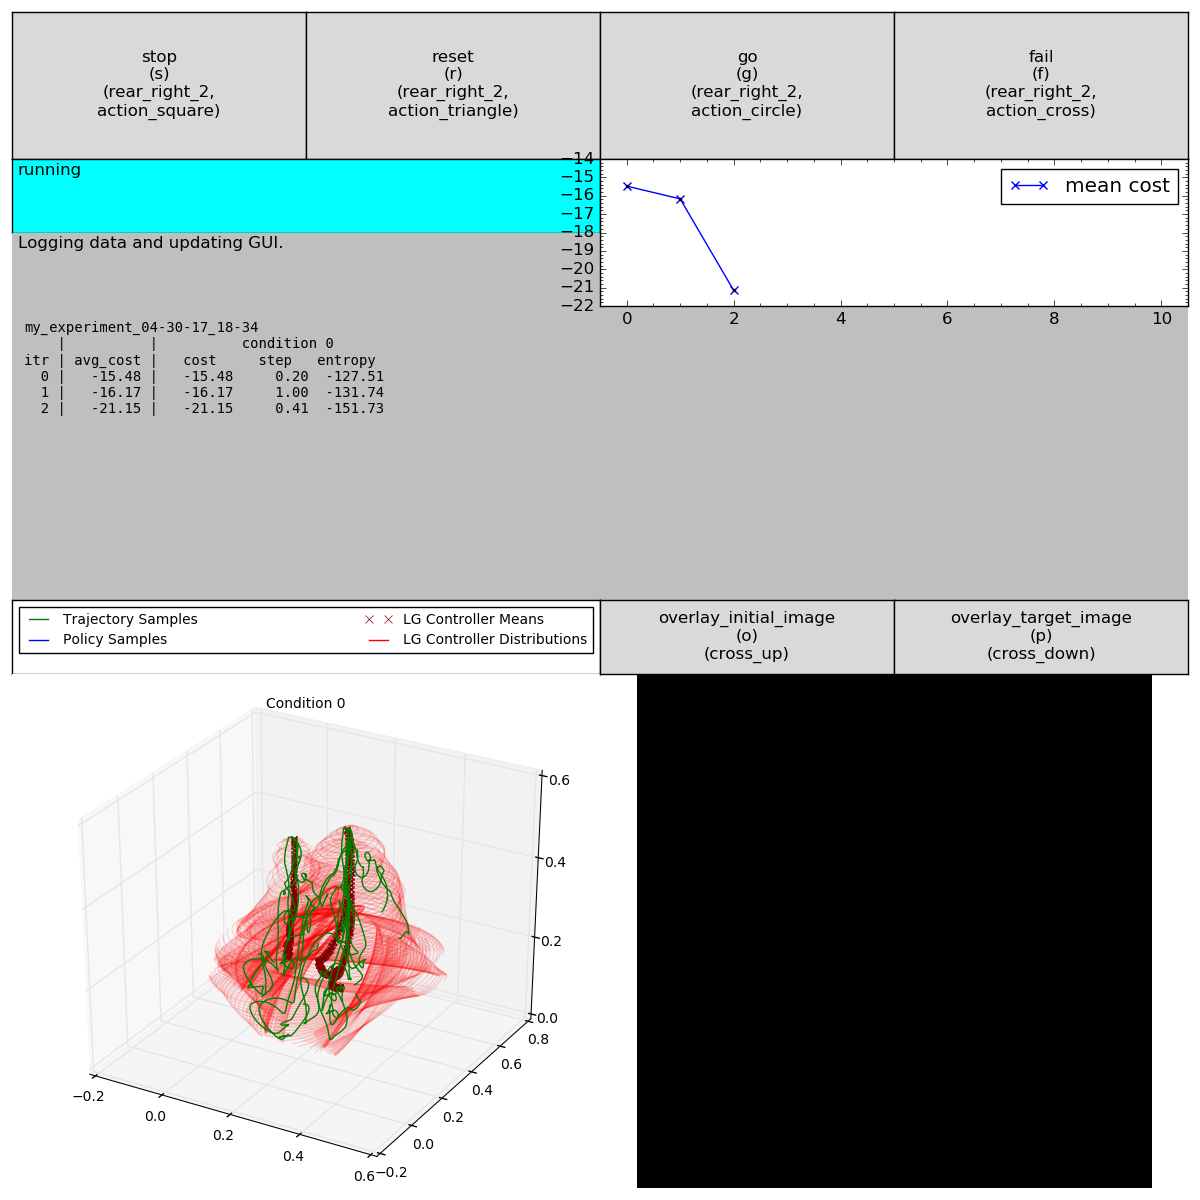 stop
(s)
(rear_right_2,
action_square)
reset
(r)
(rear_right_2,
action_triangle)
go
(g)
(rear_right_2,
action_circle)
fail
(f)
(rear_right_2,
action_cross)
running
−14
−15
−16
−17
−18
−19
−20
−21
−22
mean cost
0 2 4 6 8 10
Logging data and updating GUI.
my_experiment_04-30-17_18-34
| | condition 0
itr | avg_cost | cost step entropy
0 | -15.48 | -15.48 0.20 -127.51
1 | -16.17 | -16.17 1.00 -131.74
2 | -21.15 | -21.15 0.41 -151.73
Trajectory Samples
Policy Samples
LG Controller Means
LG Controller Distributions
overlay_initial_image
(o)
(cross_up)
overlay_target_image
(p)
(cross_down)
Condition 0
0.6
0.4
0.2
0.0
0.8
0.6
0.4
0.2
0.0
−0.2
−0.2
0.0
0.2
0.4
0.6